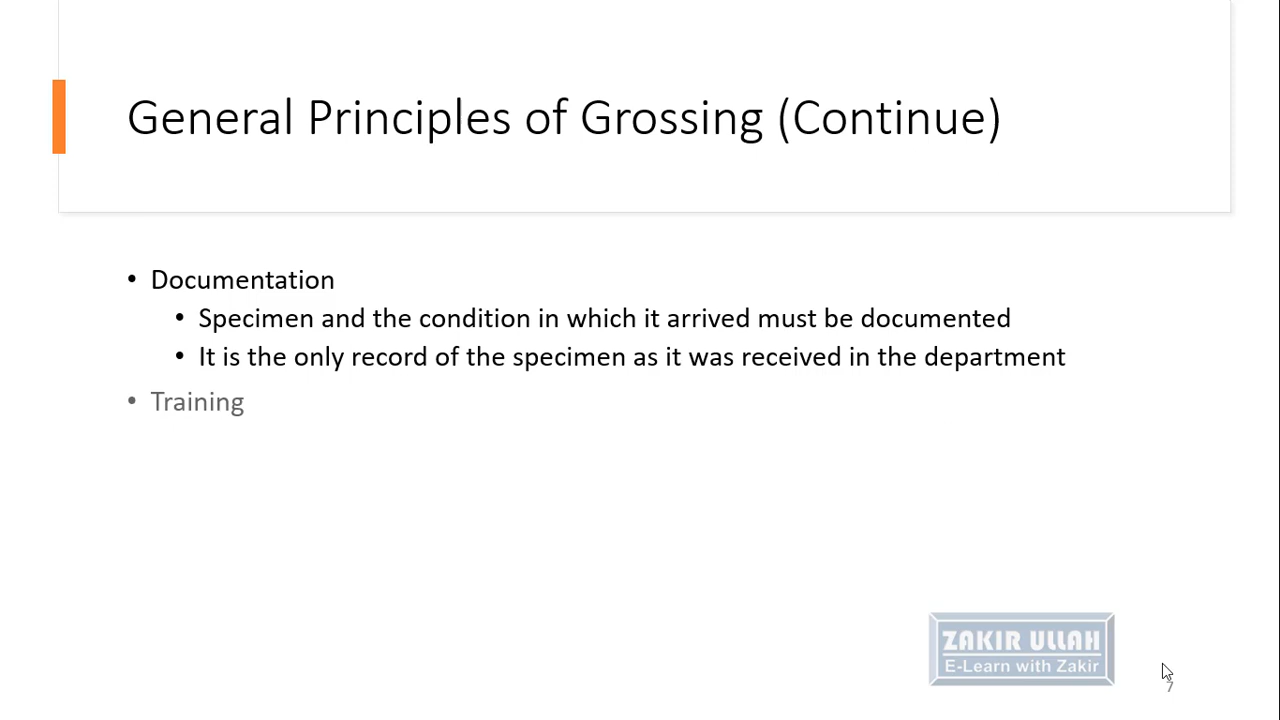 General Principles of Grossing (Continue)
• Documentation
• Specimen and the condition in which it arrived must be documented
• It is the only record of the specimen as it was received in the department
• Training
ZAKIR ULLAH
E-Learn with Zakir
7